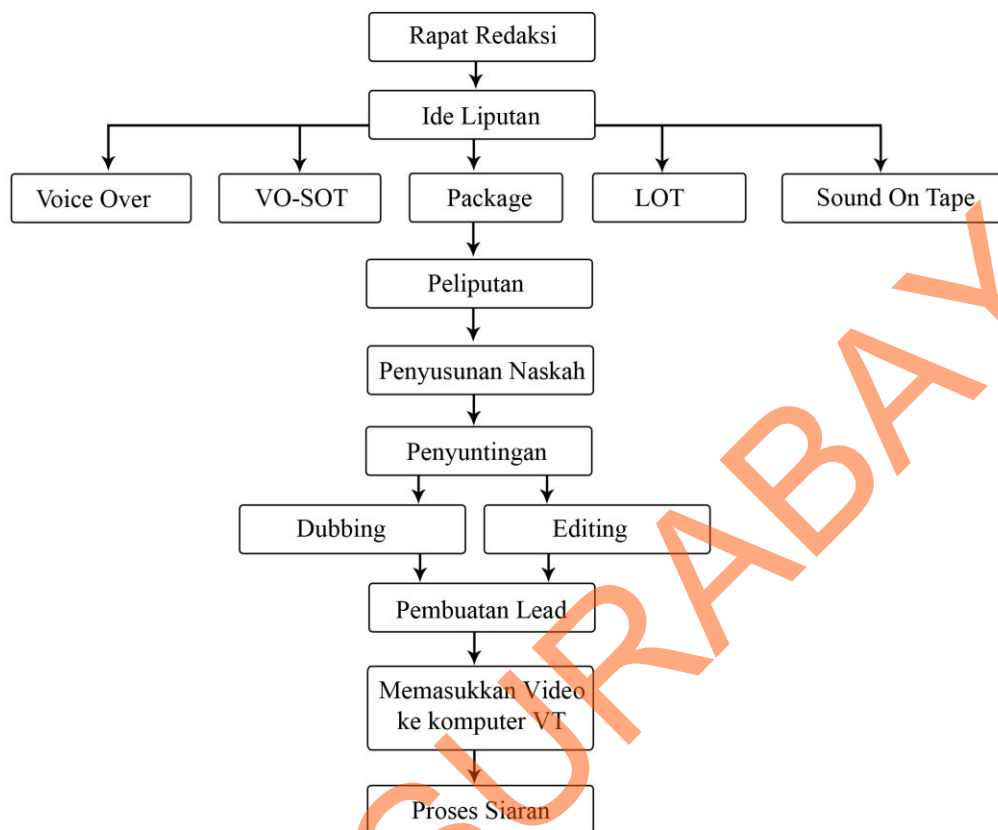 Rapat Redaksi
Ide Liputan
Voice Over
VO-SOT
Package
LOT
Sound On Tape
Peliputan
Penyusunan Naskah
Penyuntingan
Dubbing
Editing
Pembuatan Lead
Memasukkan Video
ke komputer VT
Proses Siaran
SURABAY